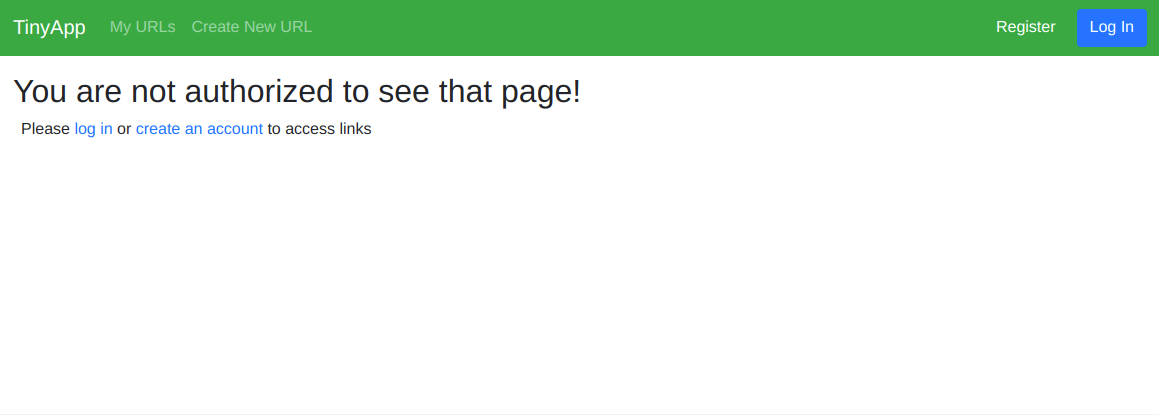 TinyApp My URLs Create New URL Register Log In
You are not authorized to see that page!
Please log in or create an account to access links